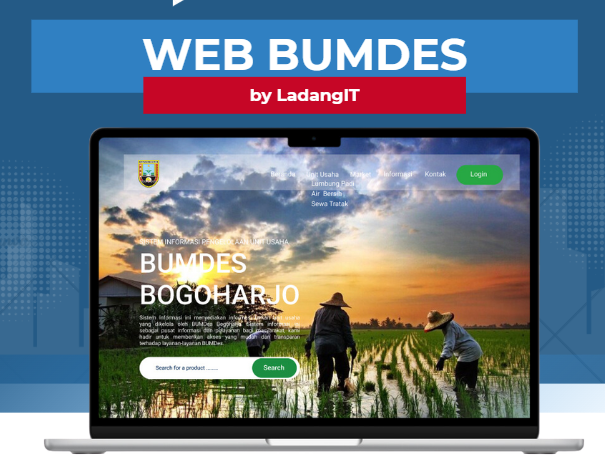 WEB BUMDES
by LadangIT
Beranda Unit Usaha Informasi Kontak Login
Lumbung Padi
Air Bersih
Sewa Tratak
SISTEM INFORMASI PENGELOLAAN UNIT USAHA
BUMDES
BOGOHARJO
Sistem informasi ini menyediakan informasi unit usaha
yang dikelola oleh BUMDes Bogoharjo. Sistem informasi
sebagai pusat informasi dan pelayanan bagi masyarakat, kami
hadir untuk memberikan akses yang mudah dan transparan
terhadap layanan-layanan BUMDes.
Search for a product ........ Search